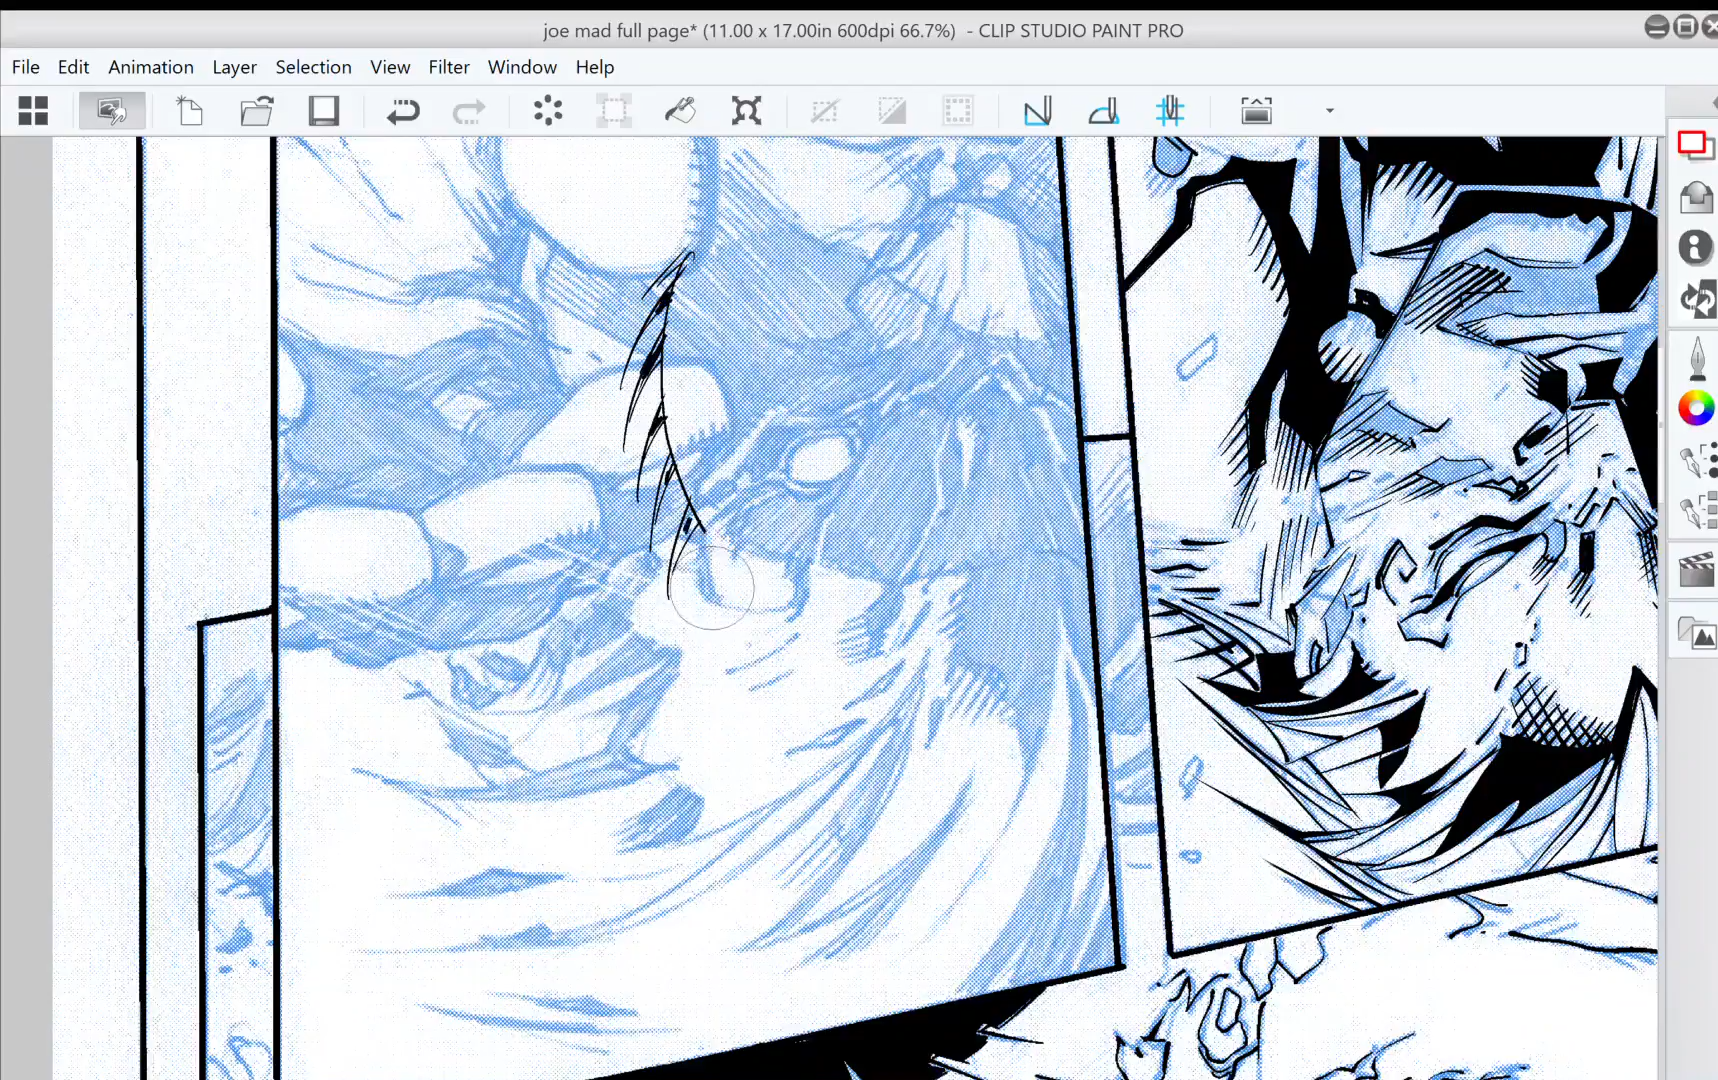 joe mad full page* (11.00 x 17.00in 600dpi 66.7%)  - CLIP STUDIO PAINT PRO
File Edit Animation Layer Selection View Filter Window Help